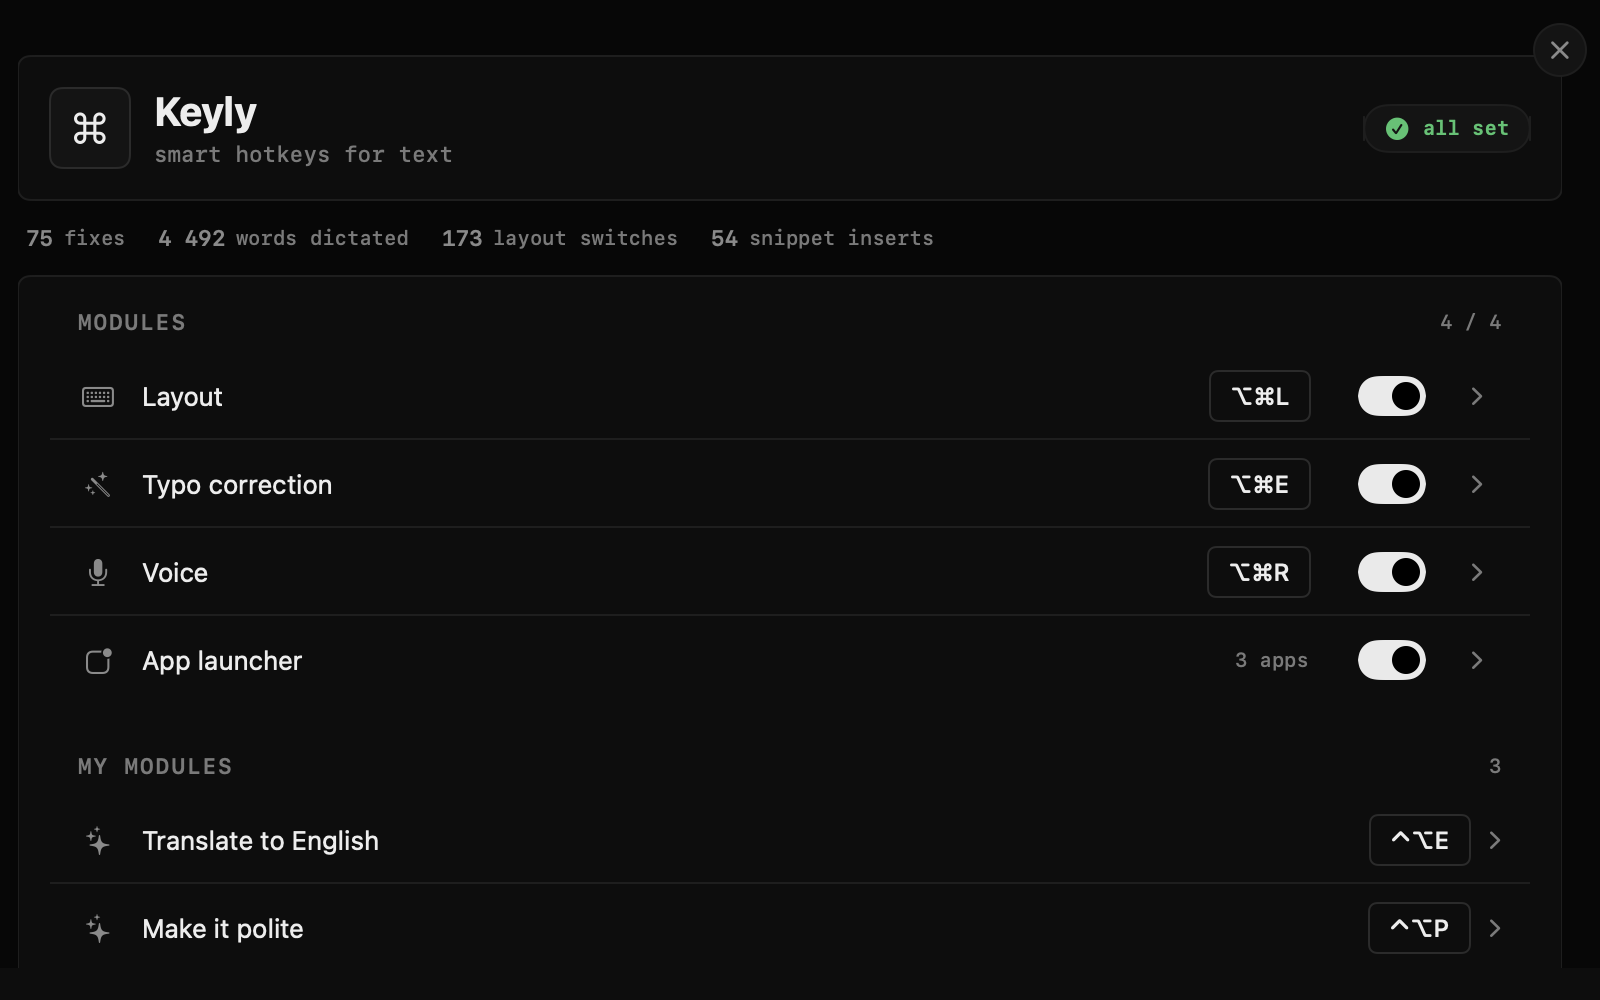 Keyly
smart hotkeys for text
all set
75 fixes 4 492 words dictated 173 layout switches 54 snippet inserts
MODULES 4 / 4
Layout ⌥⌘L
Typo correction ⌥⌘E
Voice ⌥⌘R
App launcher 3 apps
MY MODULES 3
Translate to English ^⌥E
Make it polite ^⌥P